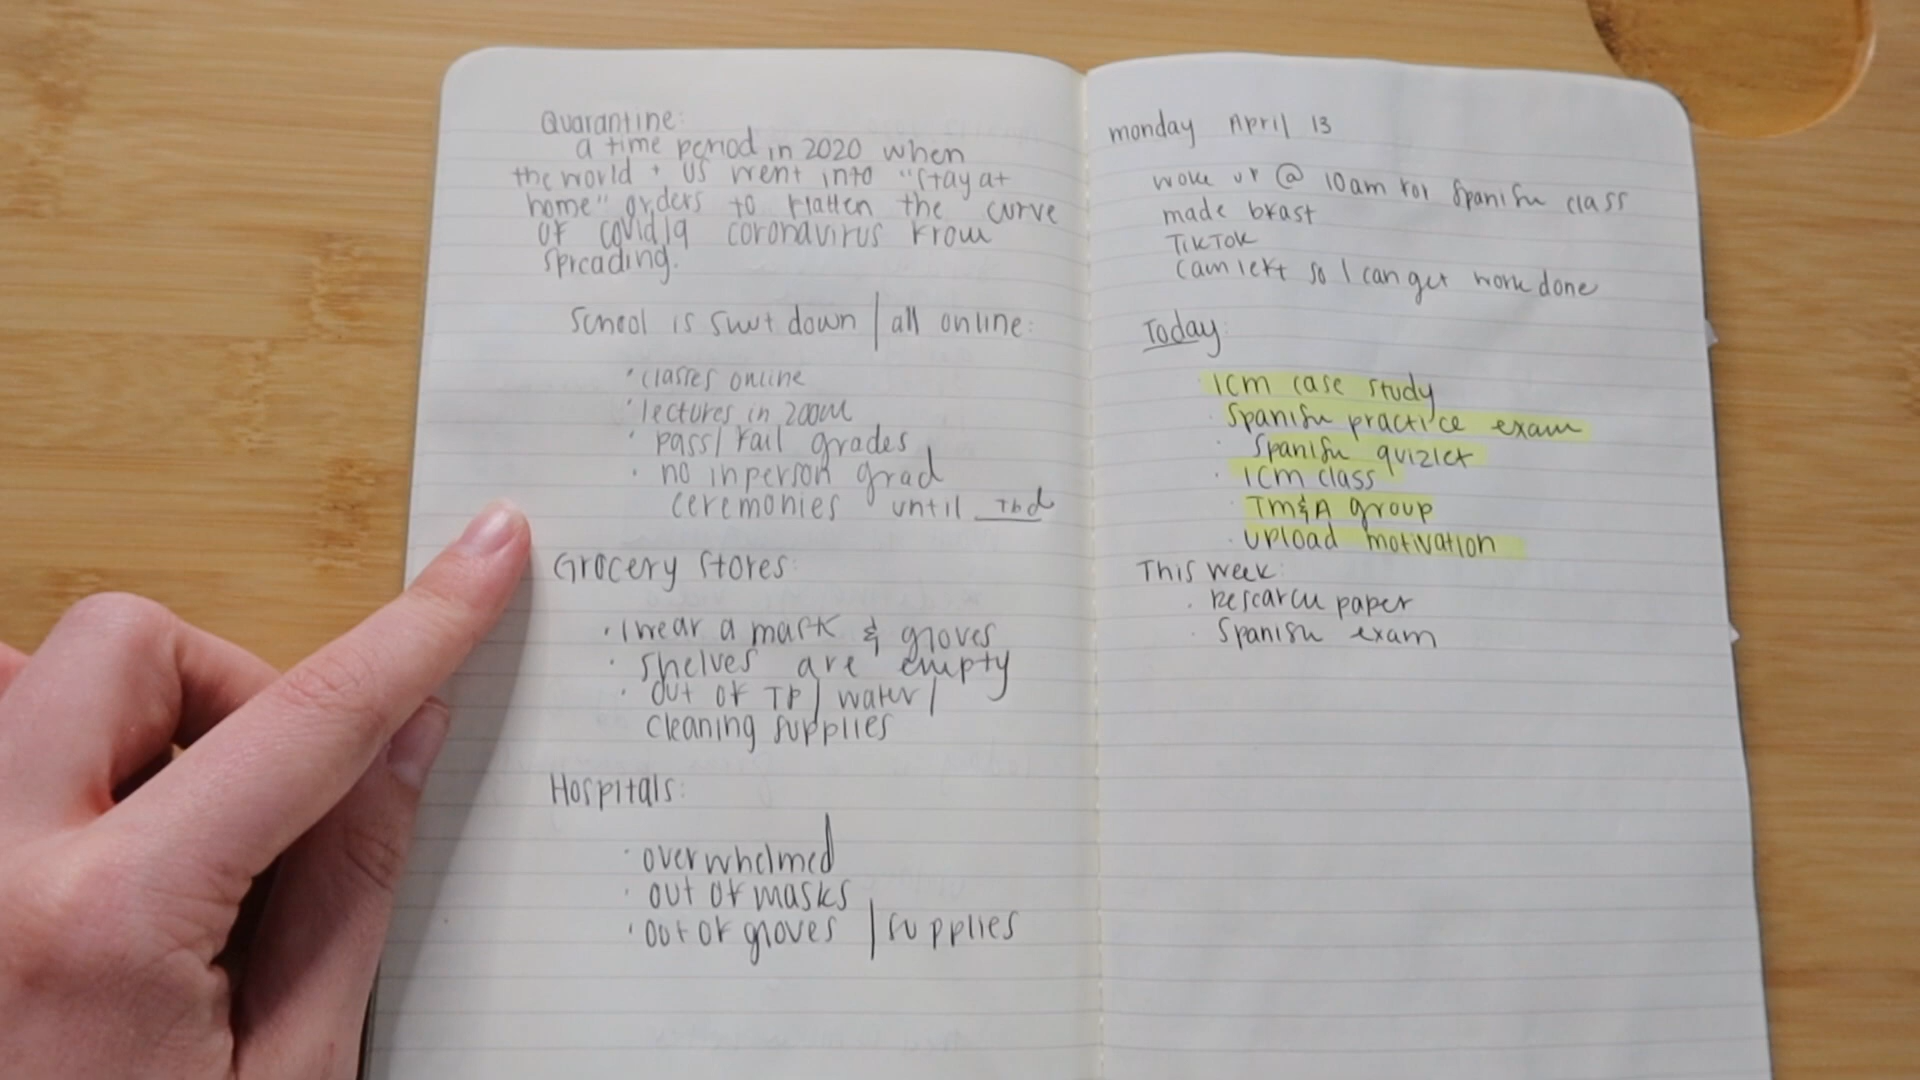 Quarantine:
a time period in 2020 when
the world + US went into "stay at
home" orders to flatten the curve
of covid19 coronavirus from
spreading.
School is shut down / all online:
· classes online
· lectures in zoom
· pass/fail grades
· no inperson grad
ceremonies until tbd
Grocery Stores:
· I wear a mask & gloves
· shelves are empty
· out of TP / water /
cleaning supplies
Hospitals:
· overwhelmed
· out of masks
· out of gloves / supplies
monday April 13
woke up @ 10am for Spanish class
made bfast
TikTok
Cam left so I can get work done
Today:
· ICM case study
· Spanish practice exam
· Spanish quizlet
· ICM class
· TM&A group
· upload motivation
This week:
· Research paper
· Spanish exam